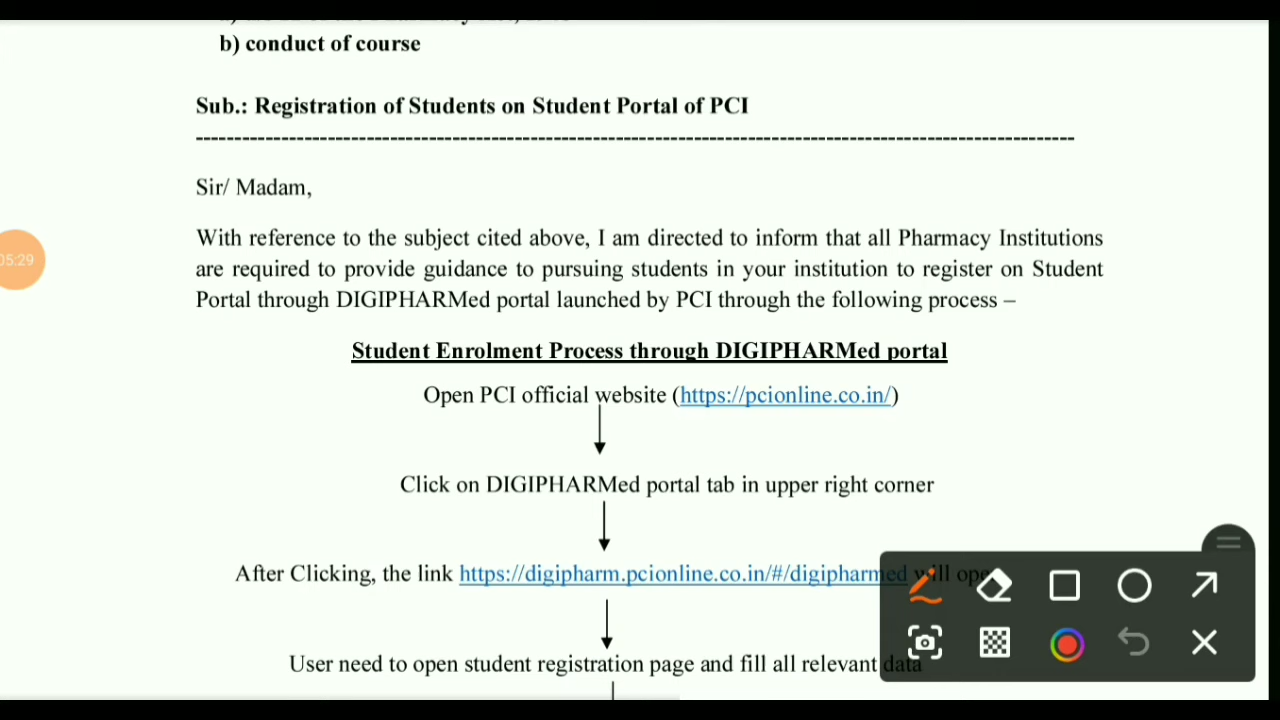 b) conduct of course
Sub.: Registration of Students on Student Portal of PCI
Sir/ Madam,
With reference to the subject cited above, I am directed to inform that all Pharmacy Institutions
are required to provide guidance to pursuing students in your institution to register on Student
Portal through DIGIPHARMed portal launched by PCI through the following process –
05:29
Student Enrolment Process through DIGIPHARMed portal
Open PCI official website (https://pcionline.co.in/)
Click on DIGIPHARMed portal tab in upper right corner
After Clicking, the link https://digipharm.pcionline.co.in/#/digipharmed will
User need to open student registration page and fill all relevant data